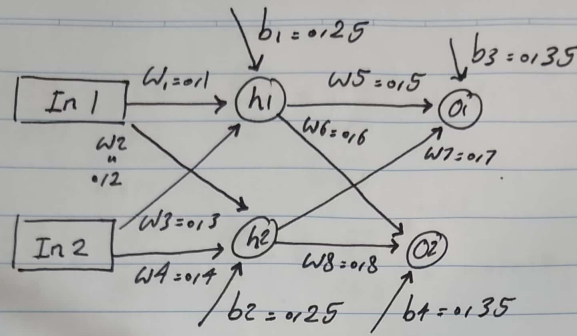 b1 = 0,25
b3 = 0,35
w1 = 0,1
w5 = 0,5
In 1
h1
o1
w2 = 0,2
w6 = 0,6
w7 = 0,7
w3 = 0,3
In 2
h2
o2
w4 = 0,4
w8 = 0,8
b2 = 0,25
b4 = 0,35